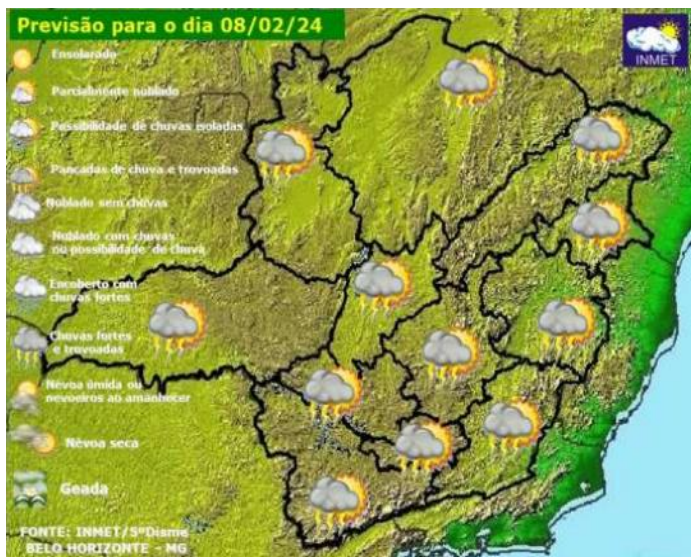 Previsão para o dia 08/02/24
INMET
Ensolarado
Parcialmente nublado
Possibilidade de chuvas isoladas
Pancadas de chuva e trovoadas
Nublado sem chuvas
Nublado com chuvas
ou possibilidade de chuva
Encoberto com
chuvas fortes
Chuvas fortes
e trovoadas
Névoa úmida ou
nevoeiros ao amanhecer
Névoa seca
Geada
FONTE: INMET/5ºDisme
BELO HORIZONTE - MG